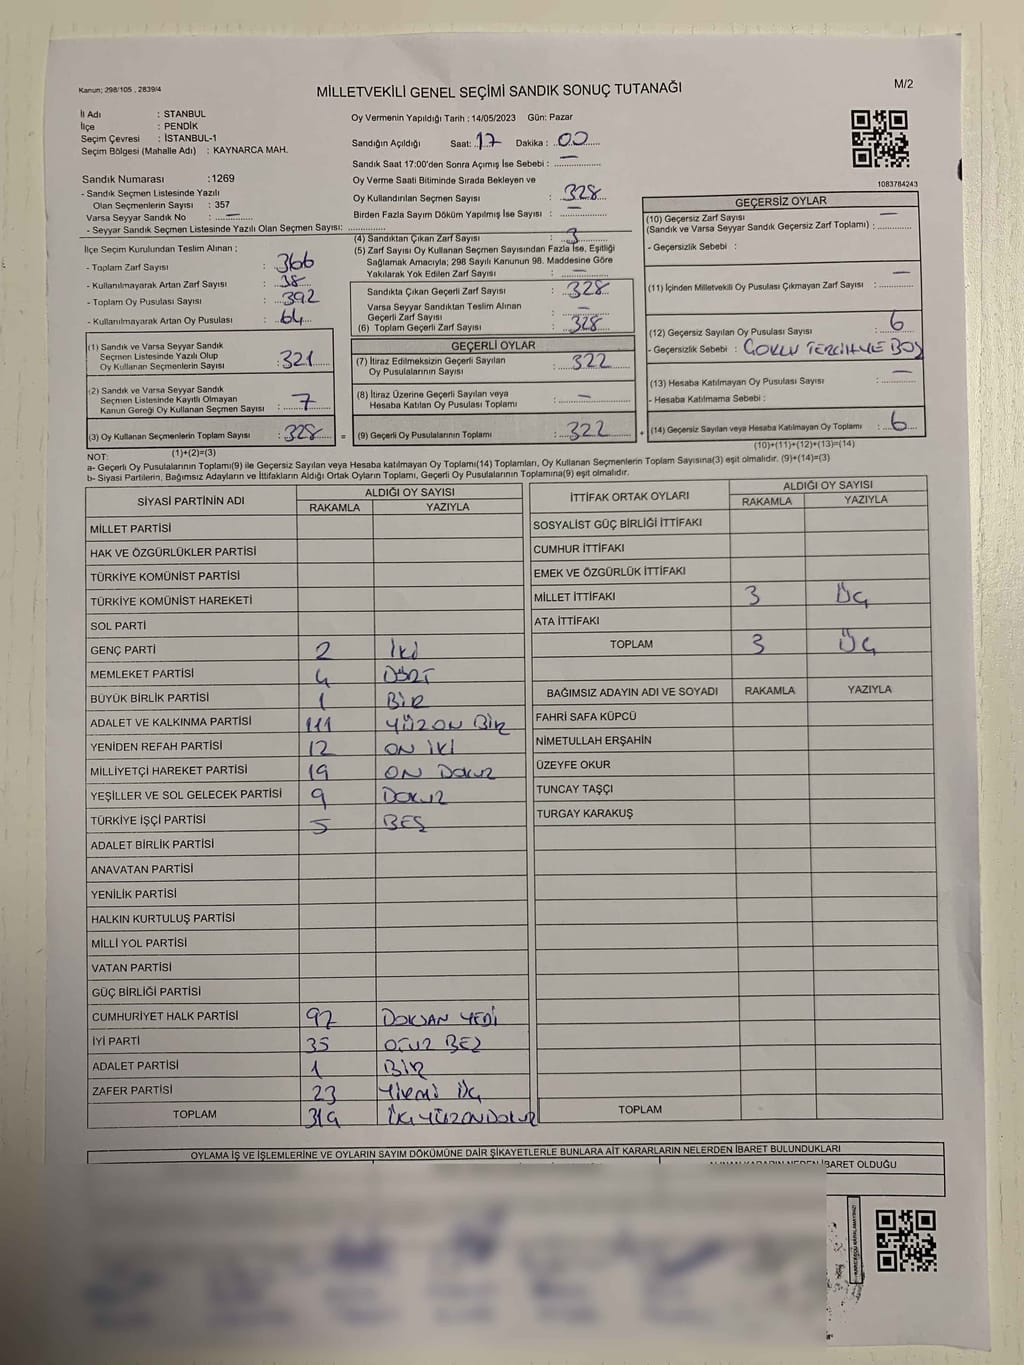 Kanun; 298/105 , 2839/4
MİLLETVEKİLİ GENEL SEÇİMİ SANDIK SONUÇ TUTANAĞI
M/2
İl Adı : STANBUL
İlçe : PENDİK
Seçim Çevresi : İSTANBUL-1
Seçim Bölgesi (Mahalle Adı) : KAYNARCA MAH.
Oy Vermenin Yapıldığı Tarih : 14/05/2023 Gün: Pazar
Sandığın Açıldığı Saat: 17 Dakika : 00
Sandık Saat 17:00'den Sonra Açımış İse Sebebi : —
1083784243
Sandık Numarası :1269
- Sandık Seçmen Listesinde Yazılı
Olan Seçmenlerin Sayısı : 357
Varsa Seyyar Sandık No : —
- Seyyar Sandık Seçmen Listesinde Yazılı Olan Seçmen Sayısı:
Oy Verme Saati Bitiminde Sırada Bekleyen ve
Oy Kullandırılan Seçmen Sayısı : 328
Birden Fazla Sayım Döküm Yapılmış İse Sayısı : —
İlçe Seçim Kurulundan Teslim Alınan :
- Toplam Zarf Sayısı : 366
- Kullanılmayarak Artan Zarf Sayısı : 38
- Toplam Oy Pusulası Sayısı : 392
- Kullanılmayarak Artan Oy Pusulası : 64
(4) Sandıktan Çıkan Zarf Sayısı : 3
(5) Zarf Sayısı Oy Kullanan Seçmen Sayısından Fazla İse, Eşitliği
Sağlamak Amacıyla; 298 Sayılı Kanunun 98. Maddesine Göre
Yakılarak Yok Edilen Zarf Sayısı : —
Sandıkta Çıkan Geçerli Zarf Sayısı : 328
Varsa Seyyar Sandıktan Teslim Alınan
Geçerli Zarf Sayısı : —
(6) Toplam Geçerli Zarf Sayısı : 328
GEÇERSİZ OYLAR
(10) Geçersiz Zarf Sayısı —
(Sandık ve Varsa Seyyar Sandık Geçersiz Zarf Toplamı) :
- Geçersizlik Sebebi :
(11) İçinden Milletvekili Oy Pusulası Çıkmayan Zarf Sayısı : —
(12) Geçersiz Sayılan Oy Pusulası Sayısı : 6
- Geçersizlik Sebebi : ÇOKLU TERCİH VE BOŞ
(13) Hesaba Katılmayan Oy Pusulası Sayısı : —
- Hesaba Katılmama Sebebi :
(14) Geçersiz Sayılan veya Hesaba Katılmayan Oy Toplamı : 6
(10)+(11)+(12)+(13)=(14)
(1) Sandık ve Varsa Seyyar Sandık
Seçmen Listesinde Yazılı Olup
Oy Kullanan Seçmenlerin Sayısı : 321
(2) Sandık ve Varsa Seyyar Sandık
Seçmen Listesinde Kayıtlı Olmayan
Kanun Gereği Oy Kullanan Seçmen Sayısı : 7
(3) Oy Kullanan Seçmenlerin Toplam Sayısı : 328 =
(1)+(2)=(3)
GEÇERLİ OYLAR
(7) İtiraz Edilmeksizin Geçerli Sayılan
Oy Pusulalarının Sayısı : 322
(8) İtiraz Üzerine Geçerli Sayılan veya
Hesaba Katılan Oy Pusulası Toplamı : —
(9) Geçerli Oy Pusulalarının Toplamı : 322 +
NOT:
a- Geçerli Oy Pusulalarının Toplamı(9) ile Geçersiz Sayılan veya Hesaba katılmayan Oy Toplamı(14) Toplamları, Oy Kullanan Seçmenlerin Toplam Sayısına(3) eşit olmalıdır. (9)+(14)=(3)
b- Siyasi Partilerin, Bağımsız Adayların ve İttifakların Aldığı Ortak Oyların Toplamı, Geçerli Oy Pusulalarının Toplamına(9) eşit olmalıdır.
SİYASİ PARTİNİN ADI ALDIĞI OY SAYISI
RAKAMLA YAZIYLA
MİLLET PARTİSİ
HAK VE ÖZGÜRLÜKLER PARTİSİ
TÜRKİYE KOMÜNİST PARTİSİ
TÜRKİYE KOMÜNİST HAREKETİ
SOL PARTİ
GENÇ PARTİ 2 İKİ
MEMLEKET PARTİSİ 4 DÖRT
BÜYÜK BİRLİK PARTİSİ 1 BİR
ADALET VE KALKINMA PARTİSİ 111 YÜZON BİR
YENİDEN REFAH PARTİSİ 12 ON İKİ
MİLLİYETÇİ HAREKET PARTİSİ 19 ON DOKUZ
YEŞİLLER VE SOL GELECEK PARTİSİ 9 DOKUZ
TÜRKİYE İŞÇİ PARTİSİ 5 BEŞ
ADALET BİRLİK PARTİSİ
ANAVATAN PARTİSİ
YENİLİK PARTİSİ
HALKIN KURTULUŞ PARTİSİ
MİLLİ YOL PARTİSİ
VATAN PARTİSİ
GÜÇ BİRLİĞİ PARTİSİ
CUMHURİYET HALK PARTİSİ 97 DOKSAN YEDİ
İYİ PARTİ 35 OTUZ BEŞ
ADALET PARTİSİ 1 BİR
ZAFER PARTİSİ 23 YİRMİ ÜÇ
TOPLAM 319 ÜÇ YÜZONDOKUZ
İTTİFAK ORTAK OYLARI ALDIĞI OY SAYISI
RAKAMLA YAZIYLA
SOSYALİST GÜÇ BİRLİĞİ İTTİFAKI
CUMHUR İTTİFAKI
EMEK VE ÖZGÜRLÜK İTTİFAKI
MİLLET İTTİFAKI 3 ÜÇ
ATA İTTİFAKI
TOPLAM 3 ÜÇ
BAĞIMSIZ ADAYIN ADI VE SOYADI RAKAMLA YAZIYLA
FAHRİ SAFA KÜPCÜ
NİMETULLAH ERŞAHİN
ÜZEYFE OKUR
TUNCAY TAŞÇI
TURGAY KARAKUŞ
TOPLAM
OYLAMA İŞ VE İŞLEMLERİNE VE OYLARIN SAYIM DÖKÜMÜNE DAİR ŞİKAYETLERLE BUNLARA AİT KARARLARIN NELERDEN İBARET BULUNDUKLARI
İBARET OLDUĞU